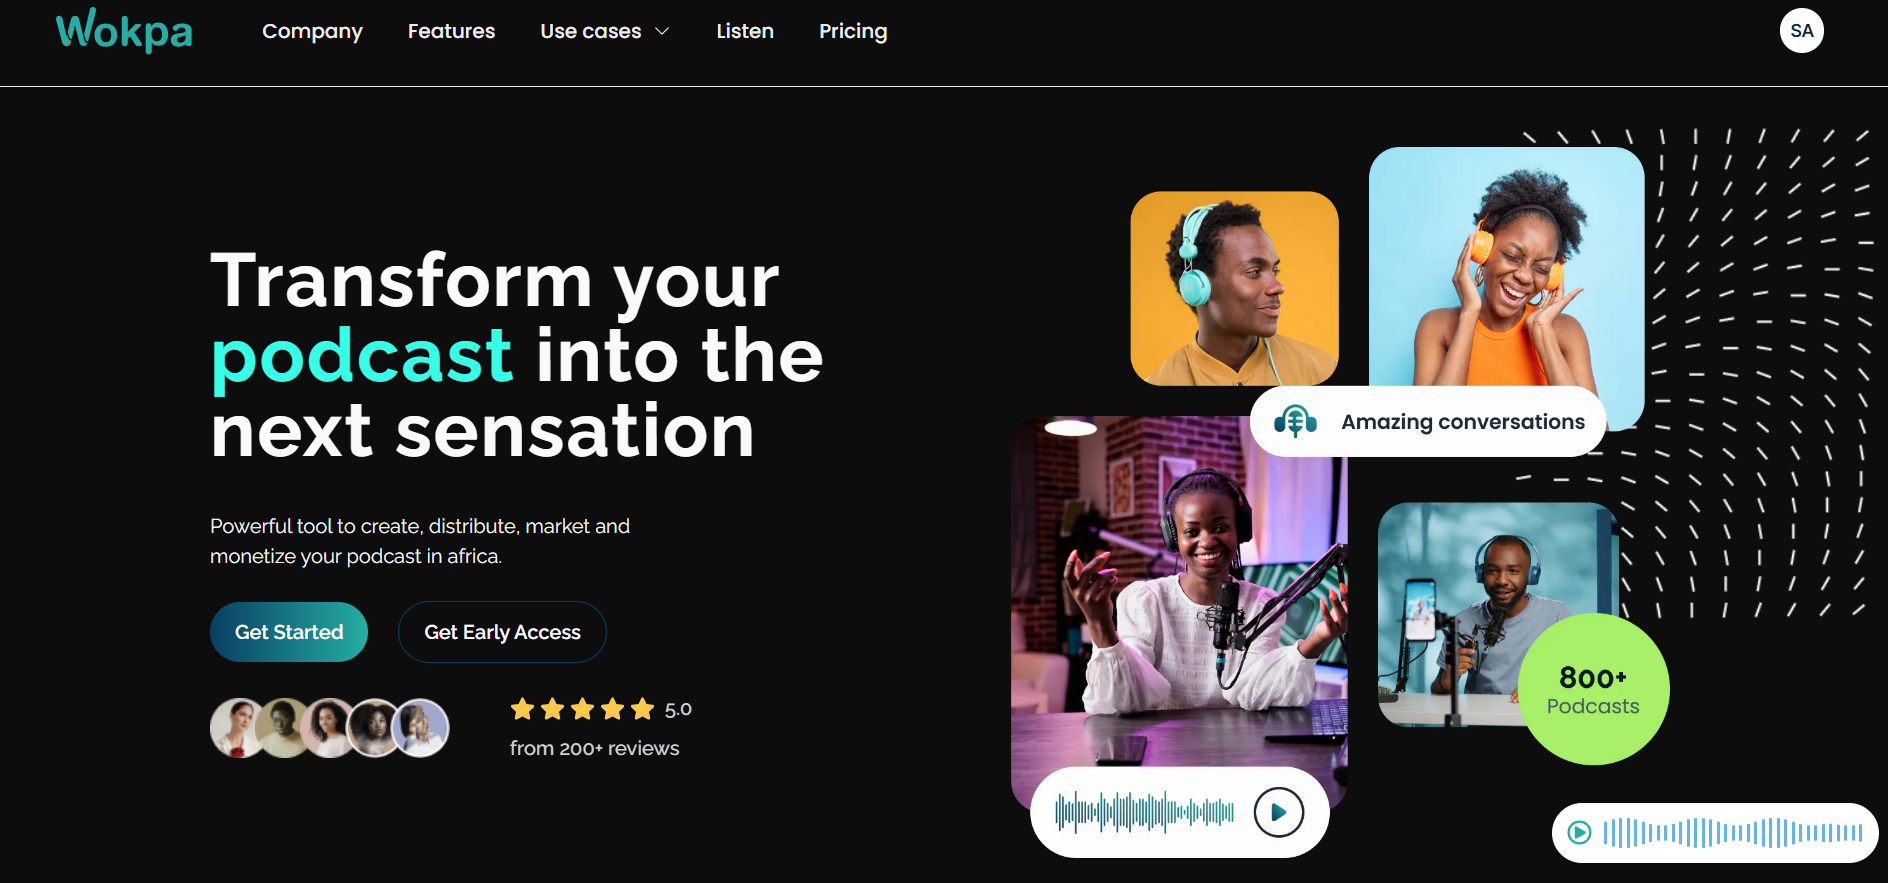 Wokpa
Company
Features
Use cases
Listen
Pricing
SA
Transform your
podcast into the
next sensation
Powerful tool to create, distribute, market and
monetize your podcast in africa.
Get Started
Get Early Access
5.0
from 200+ reviews
Amazing conversations
800+
Podcasts